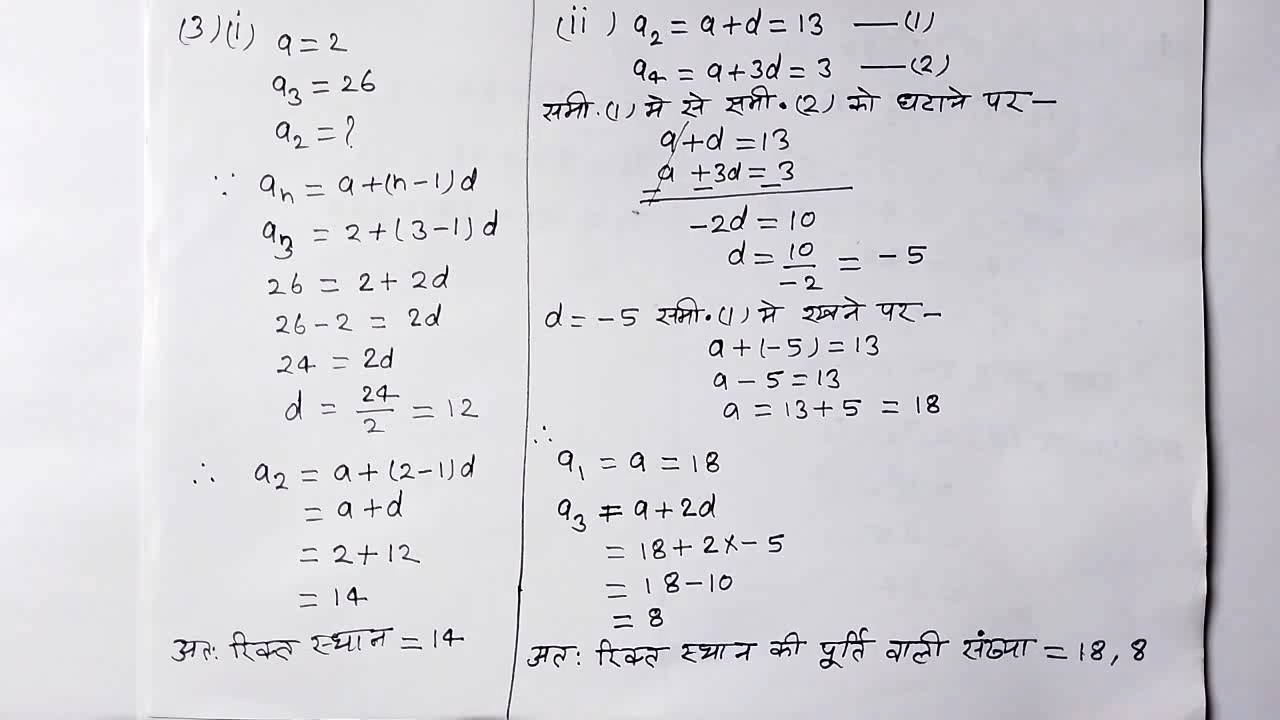 (3)(i) a = 2
a₃ = 26
a₂ = ?
∵ aₙ = a+(n-1)d
a₃ = 2+(3-1)d
26 = 2+2d
26-2 = 2d
24 = 2d
d = 24/2 = 12
∴ a₂ = a+(2-1)d
= a+d
= 2+12
= 14
अतः रिक्त स्थान = 14
(ii) a₂ = a+d = 13 —(1)
a₄ = a+3d = 3 —(2)
समी.(1) मे से समी.(2) को घटाने पर-
a+d = 13
a+3d = 3
- - -
-2d = 10
d = 10/-2 = -5
d = -5 समी.(1) मे रखने पर-
a+(-5) = 13
a-5 = 13
a = 13+5 = 18
∴
a₁ = a = 18
a₃ = a+2d
= 18+2×-5
= 18-10
= 8
अतः रिक्त स्थान की पूर्ति वाली संख्या = 18, 8